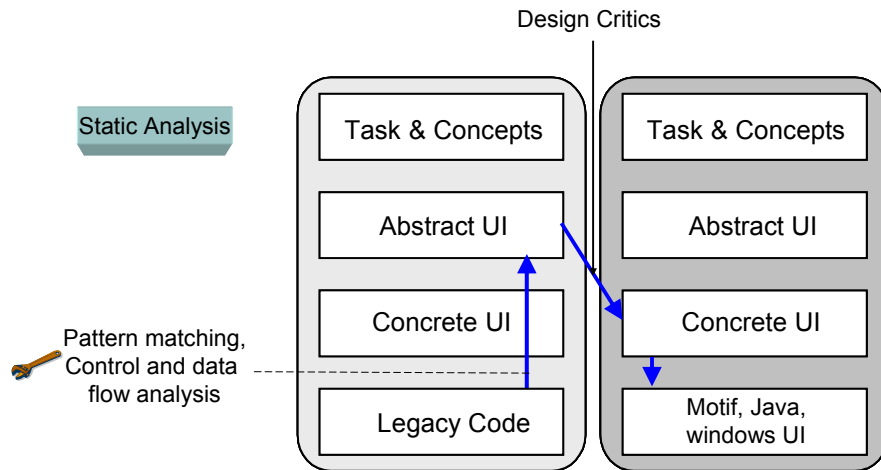 Design Critics
Static Analysis
Task & Concepts
Task & Concepts
Abstract UI
Abstract UI
Concrete UI
Concrete UI
Pattern matching,
Control and data
flow analysis
Legacy Code
Motif, Java,
windows UI